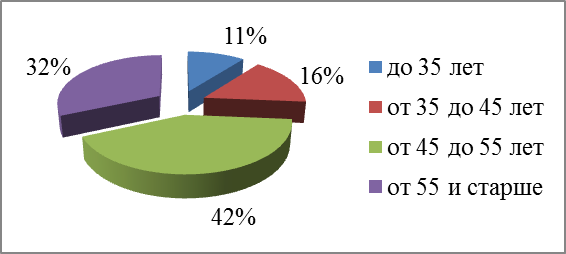 11%
16%
42%
32%
до 35 лет
от 35 до 45 лет
от 45 до 55 лет
от 55 и старше